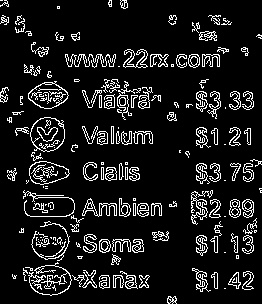 www.22rx.com
Viagra $3.33
Valium $1.21
Cialis $3.75
Ambien $2.89
Soma $1.13
Xanax $1.42